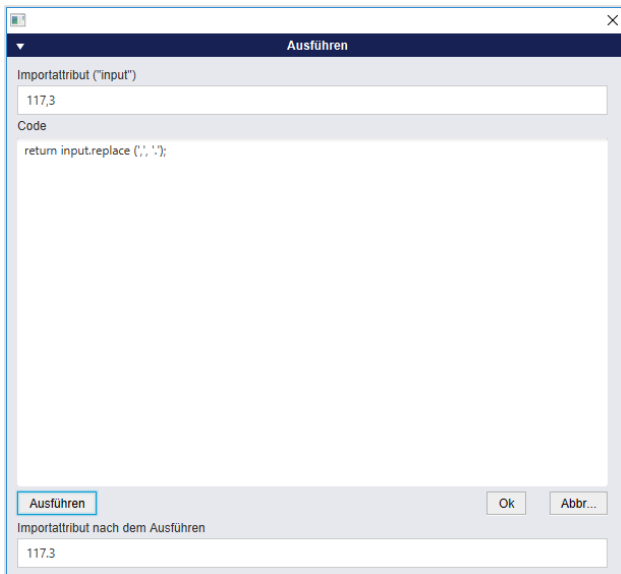 Ausführen
Importattribut ("input")
117,3
Code
return input.replace (',', '.');
Ausführen
Ok
Abbr...
Importattribut nach dem Ausführen
117.3